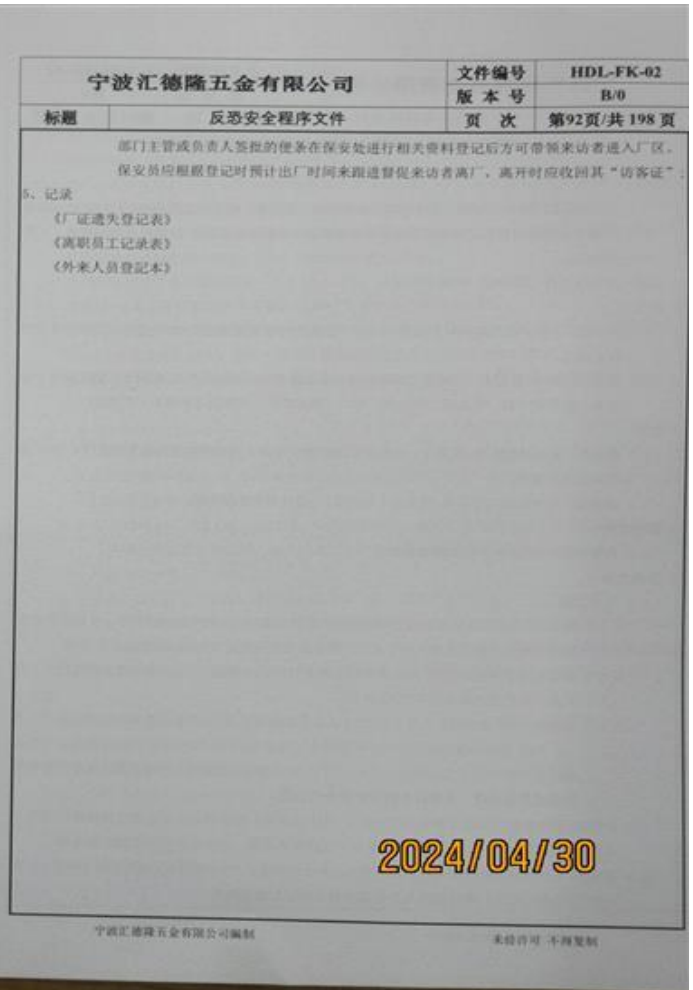 宁波汇德隆五金有限公司
文件编号 HDL-FK-02
版 本 号 B/0
标题 反恐安全程序文件 页 次 第92页/共 198 页
部门主管或负责人签批的便条在保安处进行相关资料登记后方可带领来访者进入厂区。
保安员应根据登记时预计出厂时间来跟进督促来访者离厂，离开时应收回其“访客证”；
5、记录
《厂证遗失登记表》
《离职员工记录表》
《外来人员登記本》
2024/04/30
宁波汇德隆五金有限公司编制 未经许可 不得复制